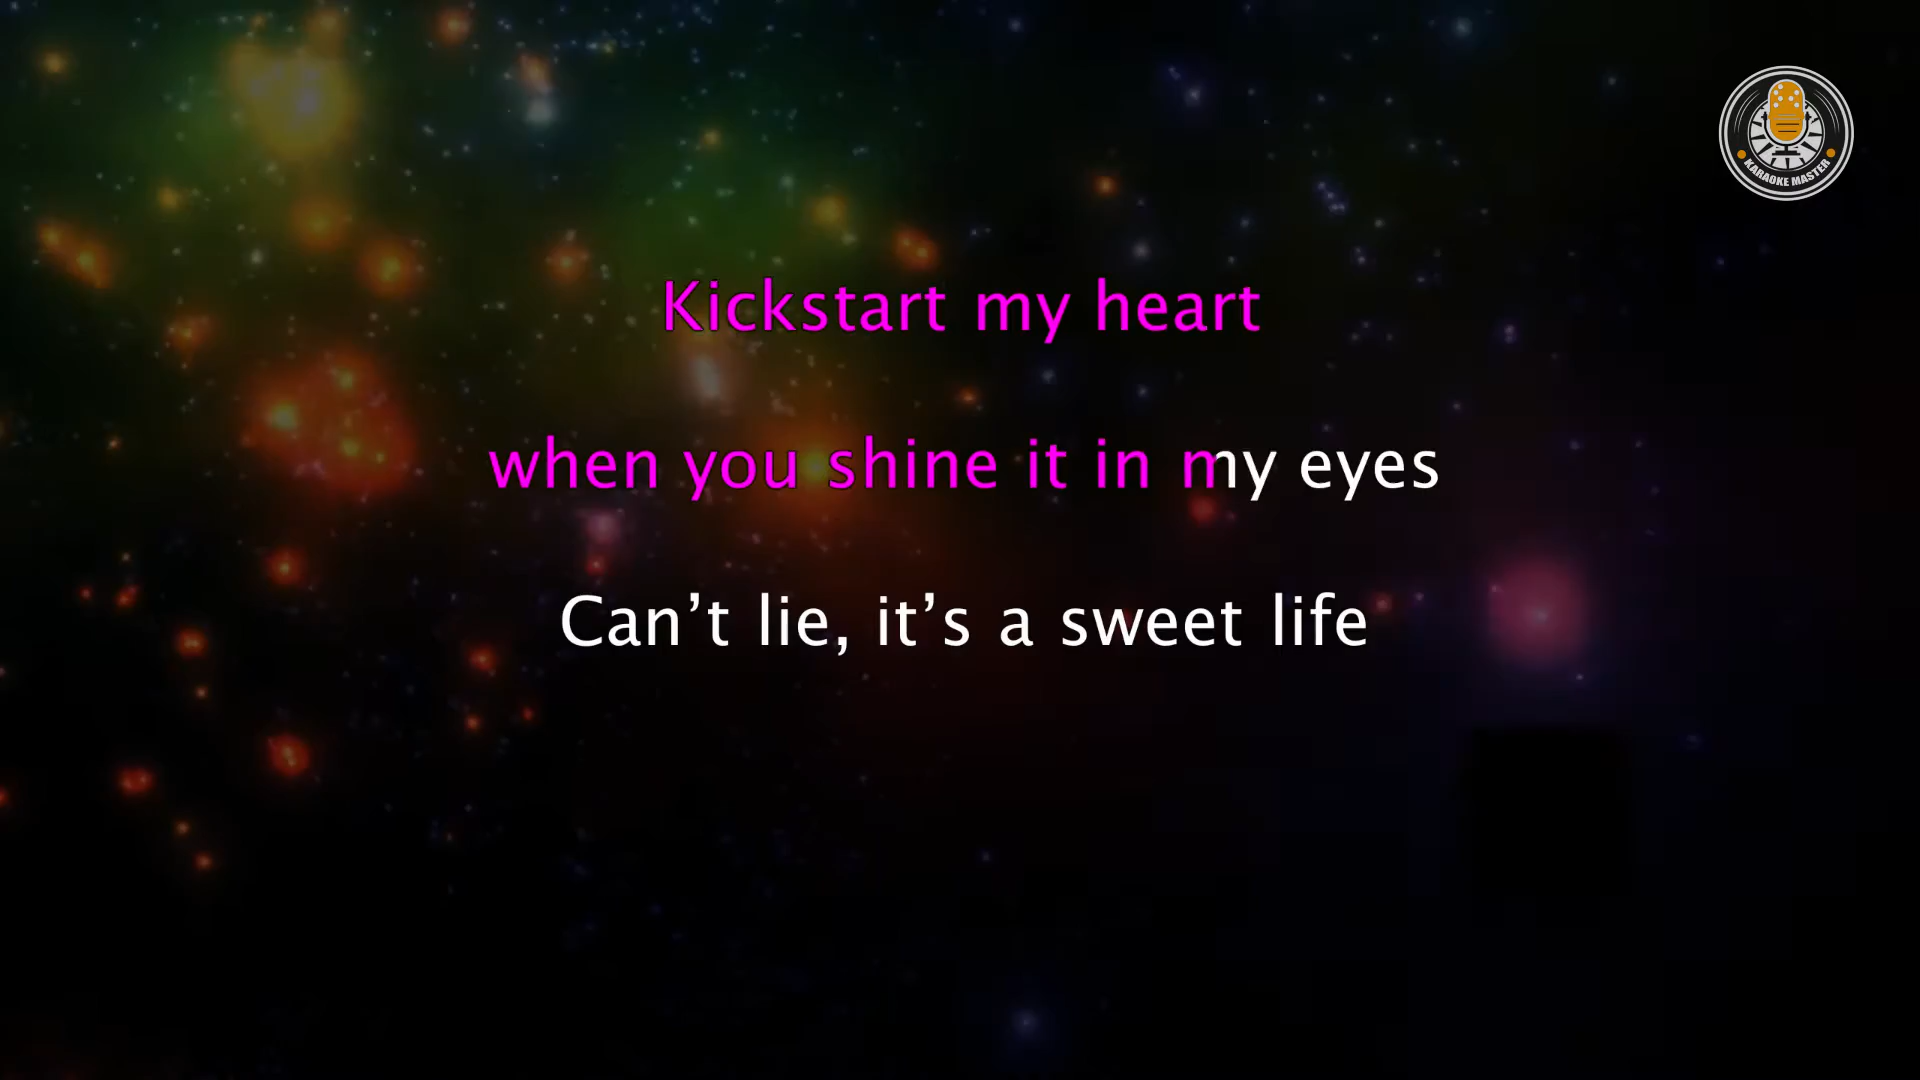 KARAOKE MASTER
Kickstart my heart
when you shine it in my eyes
Can’t lie, it’s a sweet life